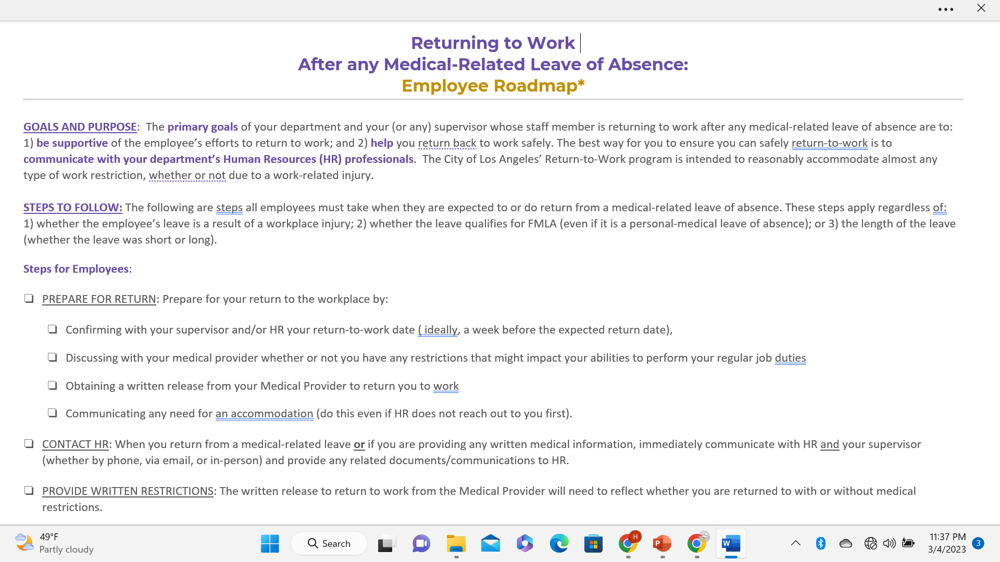 Returning to Work
After any Medical-Related Leave of Absence:
Employee Roadmap*
GOALS AND PURPOSE:  The primary goals of your department and your (or any) supervisor whose staff member is returning to work after any medical-related leave of absence are to:
1) be supportive of the employee’s efforts to return to work; and 2) help you return back to work safely. The best way for you to ensure you can safely return-to-work is to
communicate with your department’s Human Resources (HR) professionals.  The City of Los Angeles’ Return-to-Work program is intended to reasonably accommodate almost any
type of work restriction, whether or not due to a work-related injury.
STEPS TO FOLLOW: The following are steps all employees must take when they are expected to or do return from a medical-related leave of absence. These steps apply regardless of:
1) whether the employee’s leave is a result of a workplace injury; 2) whether the leave qualifies for FMLA (even if it is a personal-medical leave of absence); or 3) the length of the leave
(whether the leave was short or long).
Steps for Employees:
❏ PREPARE FOR RETURN: Prepare for your return to the workplace by:
❏ Confirming with your supervisor and/or HR your return-to-work date ( ideally, a week before the expected return date),
❏ Discussing with your medical provider whether or not you have any restrictions that might impact your abilities to perform your regular job duties
❏ Obtaining a written release from your Medical Provider to return you to work
❏ Communicating any need for an accommodation (do this even if HR does not reach out to you first).
❏ CONTACT HR: When you return from a medical-related leave or if you are providing any written medical information, immediately communicate with HR and your supervisor
(whether by phone, via email, or in-person) and provide any related documents/communications to HR.
❏ PROVIDE WRITTEN RESTRICTIONS: The written release to return to work from the Medical Provider will need to reflect whether you are returned to with or without medical
restrictions.
49°F
Partly cloudy
Search
H
P
W
11:37 PM
3/4/2023
3